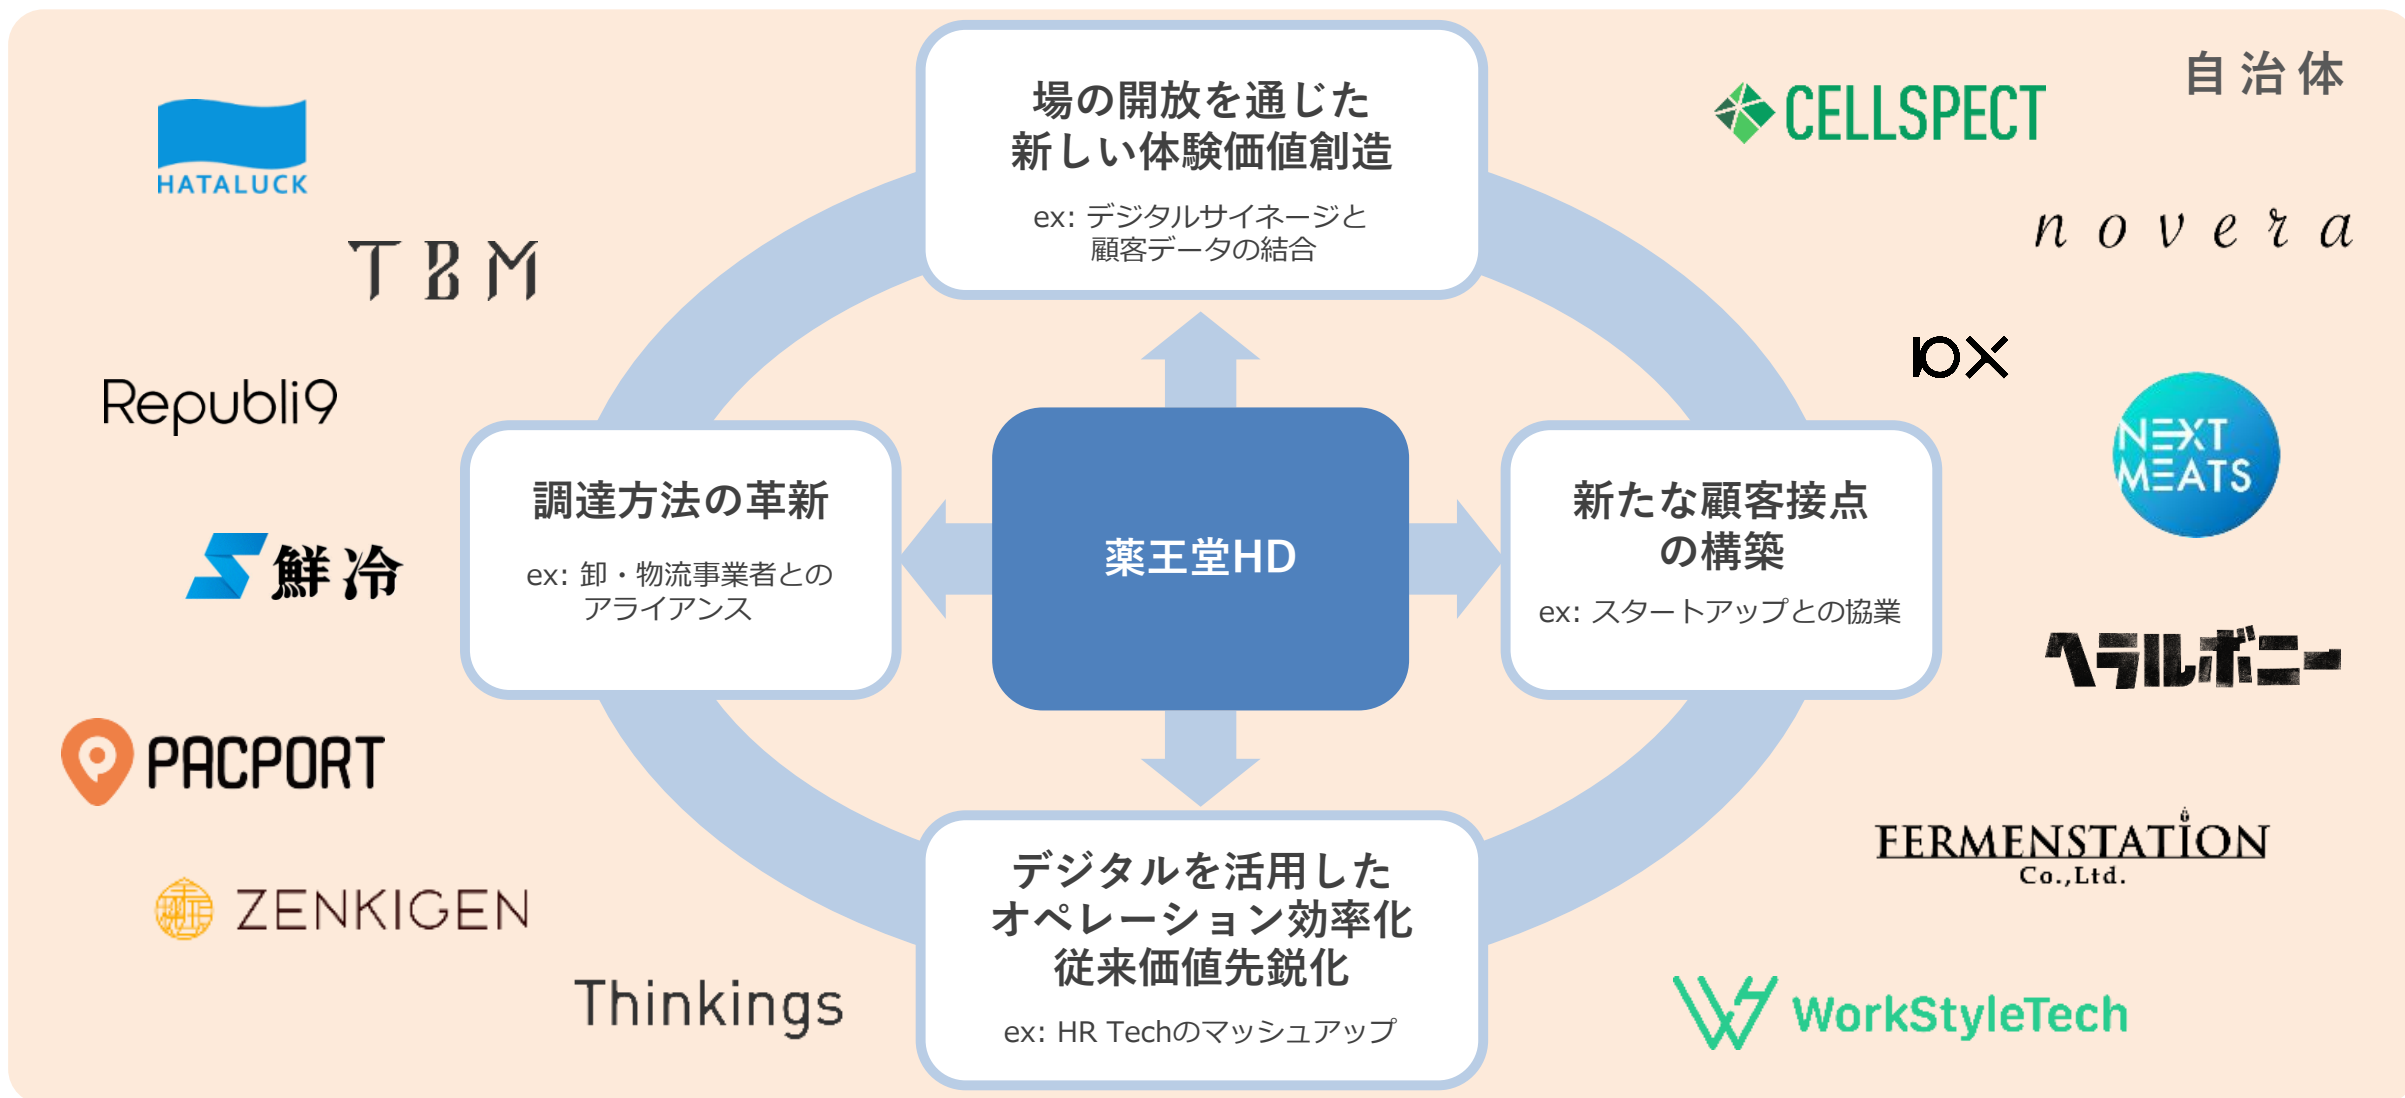 場の開放を通じた
新しい体験価値創造
ex: デジタルサイネージと
顧客データの結合
自治体
HATALUCK
CELLSPECT
TBM
novera
Republi9
10X
NEXT
MEATS
調達方法の革新
ex: 卸・物流事業者との
アライアンス
薬王堂HD
新たな顧客接点
の構築
ex: スタートアップとの協業
鮮冷
ヘラルボニー
PACPORT
ZENKIGEN
FERMENSTATION
Co.,Ltd.
デジタルを活用した
オペレーション効率化
従来価値先鋭化
ex: HR Techのマッシュアップ
Thinkings
WorkStyleTech